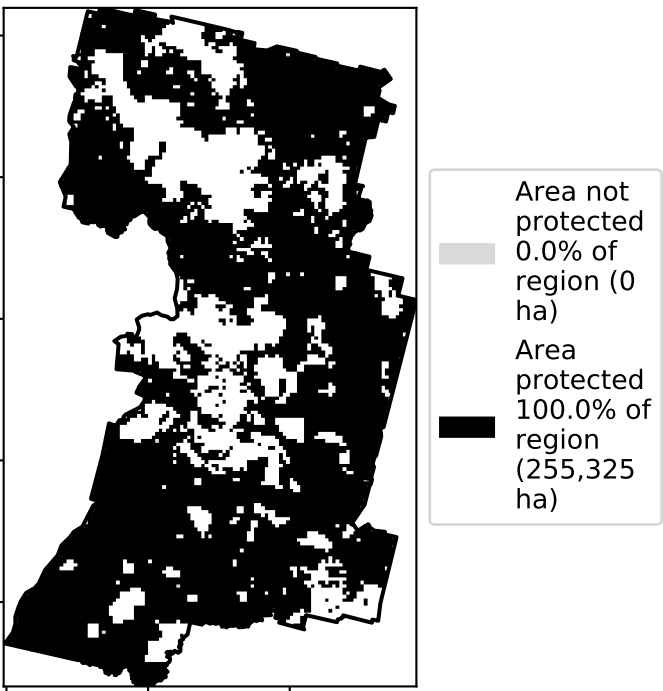 Area not
protected
0.0% of
region (0
ha)
Area
protected
100.0% of
region
(255,325
ha)